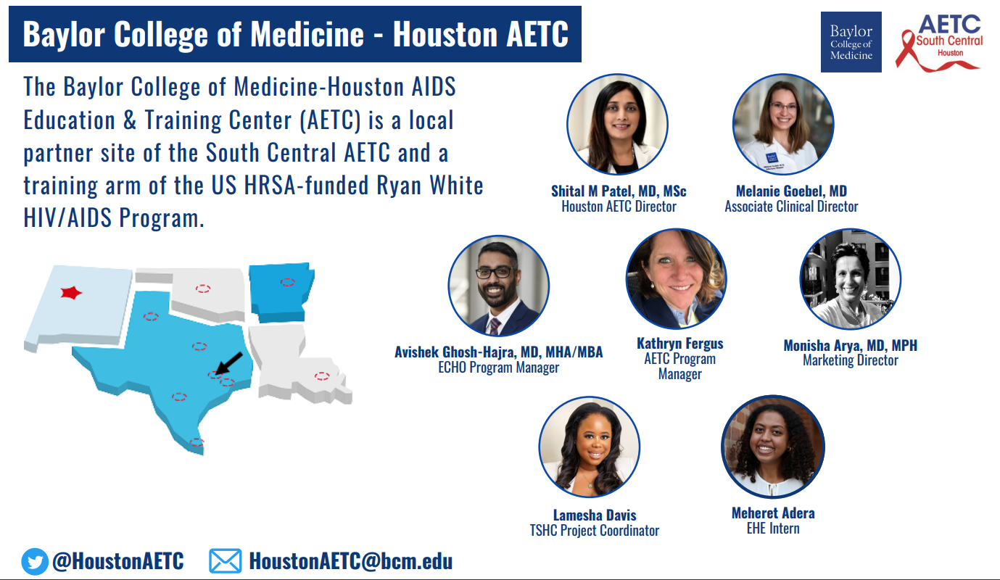 Baylor College of Medicine - Houston AETC
Baylor
College of
Medicine
AETC
South Central
Houston
The Baylor College of Medicine-Houston AIDS
Education & Training Center (AETC) is a local
partner site of the South Central AETC and a
training arm of the US HRSA-funded Ryan White
HIV/AIDS Program.
Shital M Patel, MD, MSc
Houston AETC Director
Melanie Goebel, MD
Associate Clinical Director
Avishek Ghosh-Hajra, MD, MHA/MBA
ECHO Program Manager
Kathryn Fergus
AETC Program
Manager
Monisha Arya, MD, MPH
Marketing Director
Lamesha Davis
TSHC Project Coordinator
Meheret Adera
EHE Intern
@HoustonAETC
HoustonAETC@bcm.edu